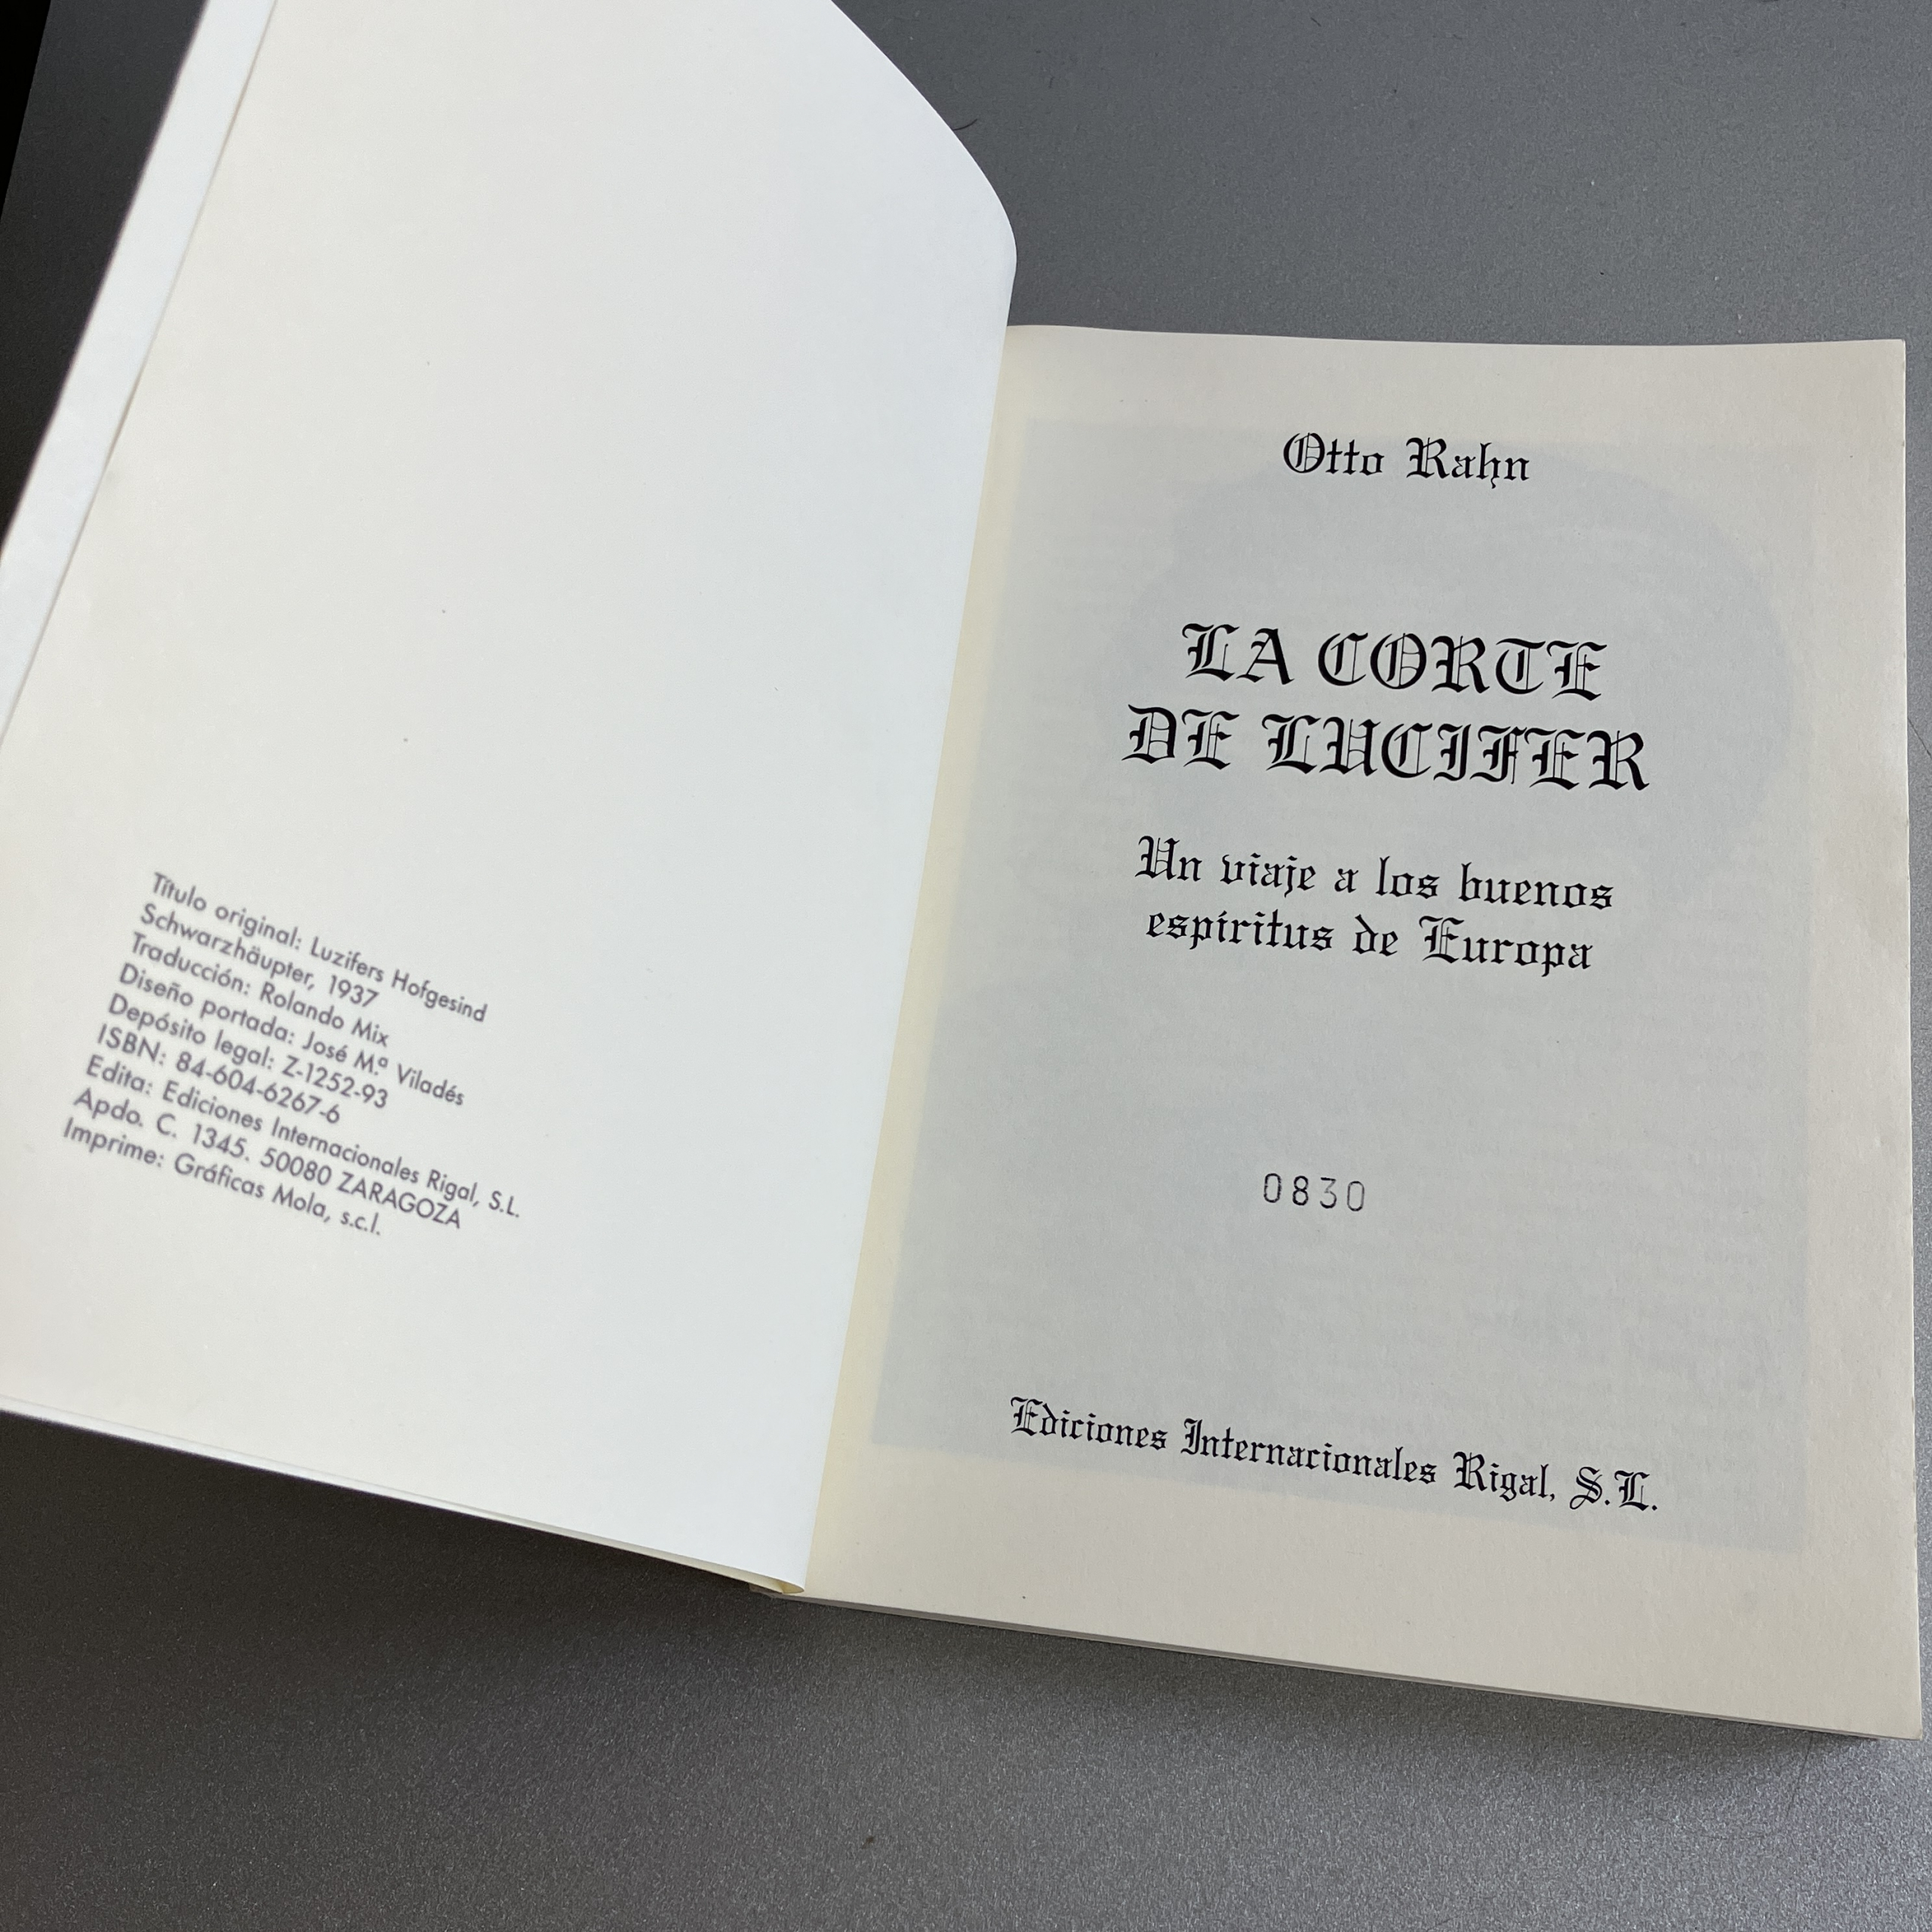 Título original: Luzifers Hofgesind
Schwarzhäupter, 1937
Traducción: Rolando Mix
Diseño portada: José M.ª Viladés
Depósito legal: Z-1252-93
ISBN: 84-604-6267-6
Edita: Ediciones Internacionales Rigal, S.L.
Apdo. C. 1345. 50080 ZARAGOZA
Imprime: Gráficas Mola, s.c.l.
Otto Rahn
LA CORTE
DE LUCIFER
Un viaje a los buenos
espíritus de Europa
0830
Ediciones Internacionales Rigal, S.L.